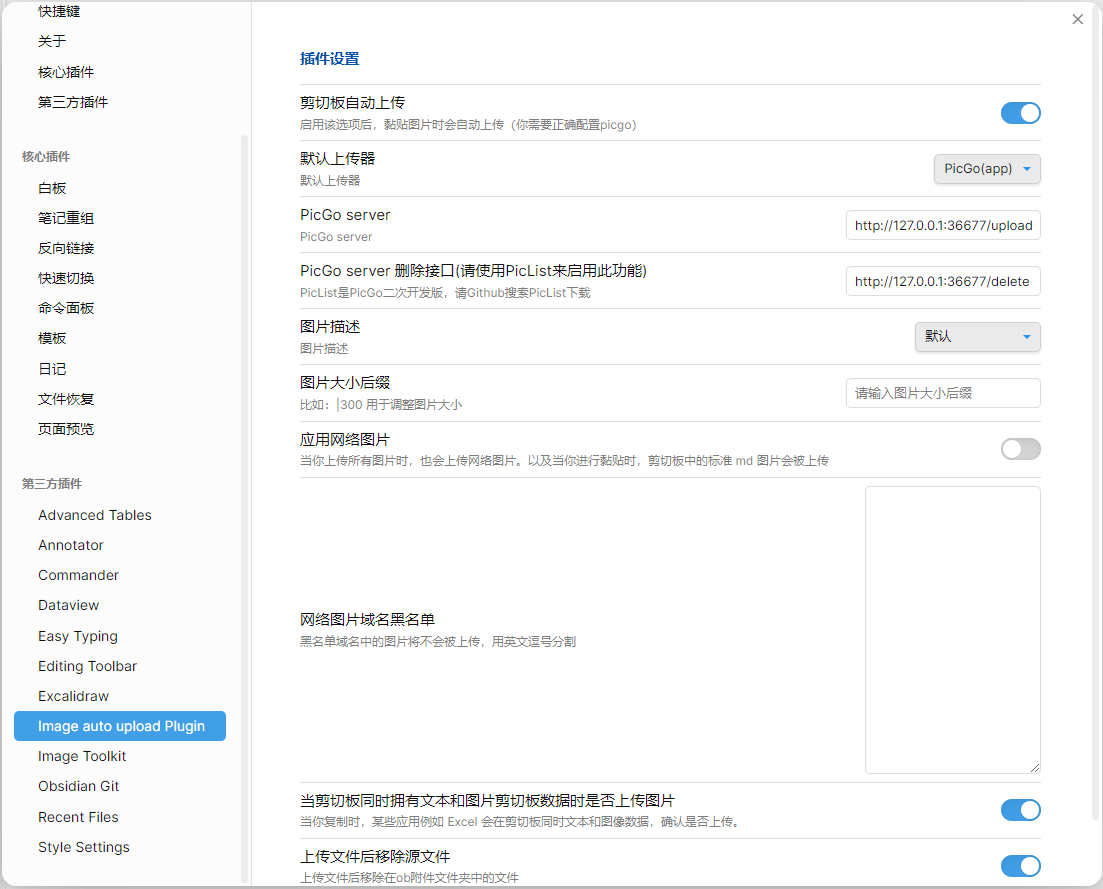 快捷键
关于
核心插件
第三方插件
核心插件
白板
笔记重组
反向链接
快速切换
命令面板
模板
日记
文件恢复
页面预览
第三方插件
Advanced Tables
Annotator
Commander
Dataview
Easy Typing
Editing Toolbar
Excalidraw
Image auto upload Plugin
Image Toolkit
Obsidian Git
Recent Files
Style Settings
插件设置
剪切板自动上传
启用该选项后，黏贴图片时会自动上传（你需要正确配置picgo）
默认上传器
默认上传器
PicGo(app)
PicGo server
PicGo server
http://127.0.0.1:36677/upload
PicGo server 删除接口(请使用PicList来启用此功能)
PicList是PicGo二次开发版，请Github搜索PicList下载
http://127.0.0.1:36677/delete
图片描述
图片描述
默认
图片大小后缀
比如：|300 用于调整图片大小
请输入图片大小后缀
应用网络图片
当你上传所有图片时，也会上传网络图片。以及当你进行黏贴时，剪切板中的标准 md 图片会被上传
网络图片域名黑名单
黑名单域名中的图片将不会被上传，用英文逗号分割
当剪切板同时拥有文本和图片剪切板数据时是否上传图片
当你复制时，某些应用例如 Excel 会在剪切板同时文本和图像数据，确认是否上传。
上传文件后移除源文件
上传文件后移除在ob附件文件夹中的文件